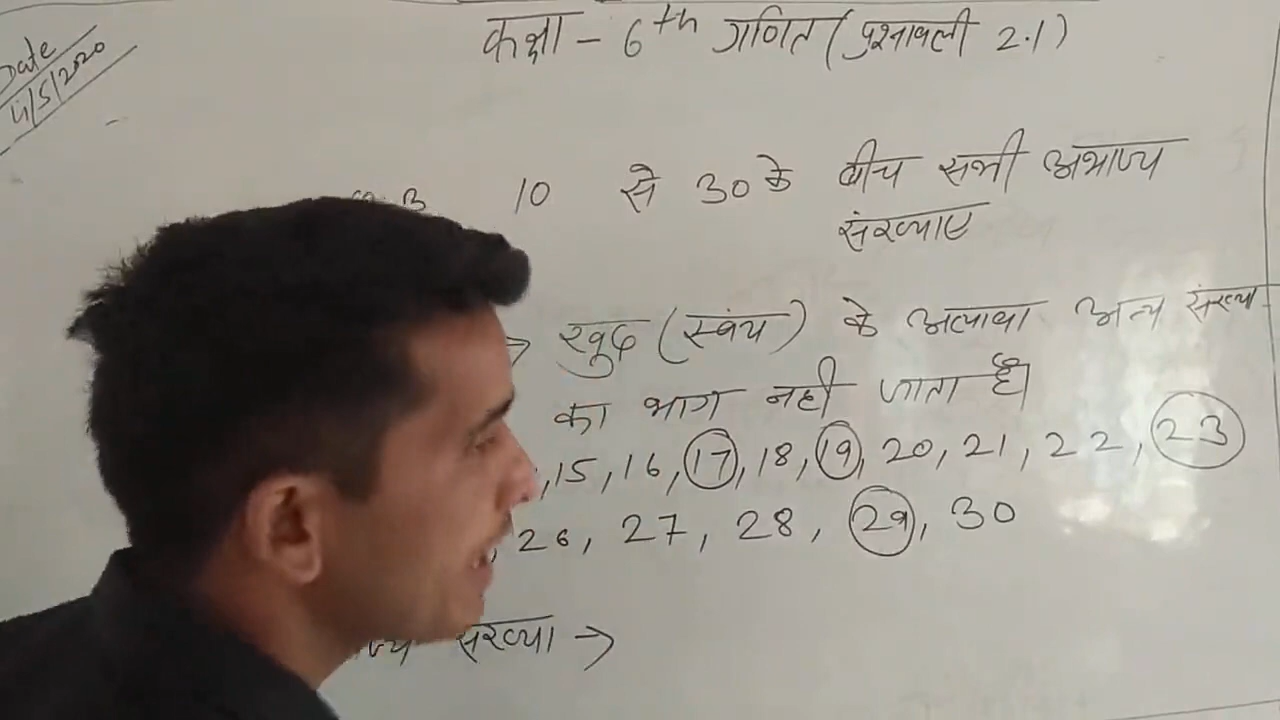 Date
4/5/2020
कक्षा - 6th गणित (प्रश्नावली 2.1)
10 से 30 के बीच सभी अभाज्य
संख्याए
→ खुद (स्वंय) के अलावा अन्य संख्या
का भाग नही जाता है।
,15, 16, 17, 18, 19, 20, 21, 22, 23
, 26, 27, 28, 29, 30
संख्या →